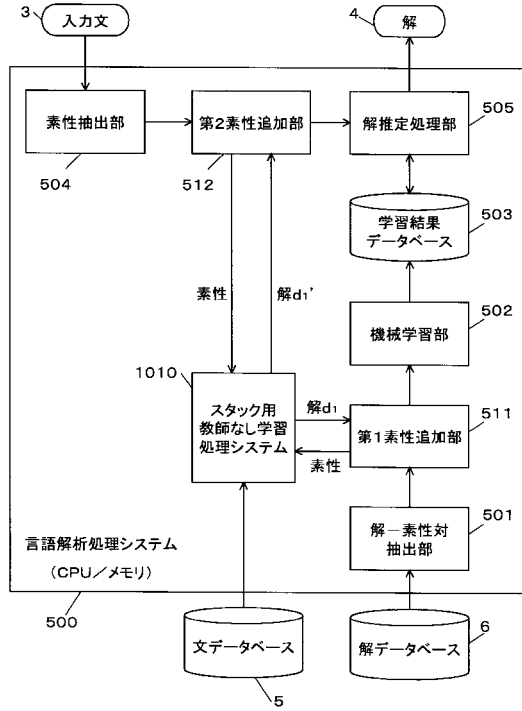 3
入力文
4
解
素性抽出部
504
第2素性追加部
512
解推定処理部
505
学習結果
データベース
503
素性
解d₁'
機械学習部
502
1010
スタック用
教師なし学習
処理システム
解d₁
素性
第1素性追加部
511
解－素性対
抽出部
501
言語解析処理システム
(CPU／メモリ)
500
文データベース
5
解データベース
6